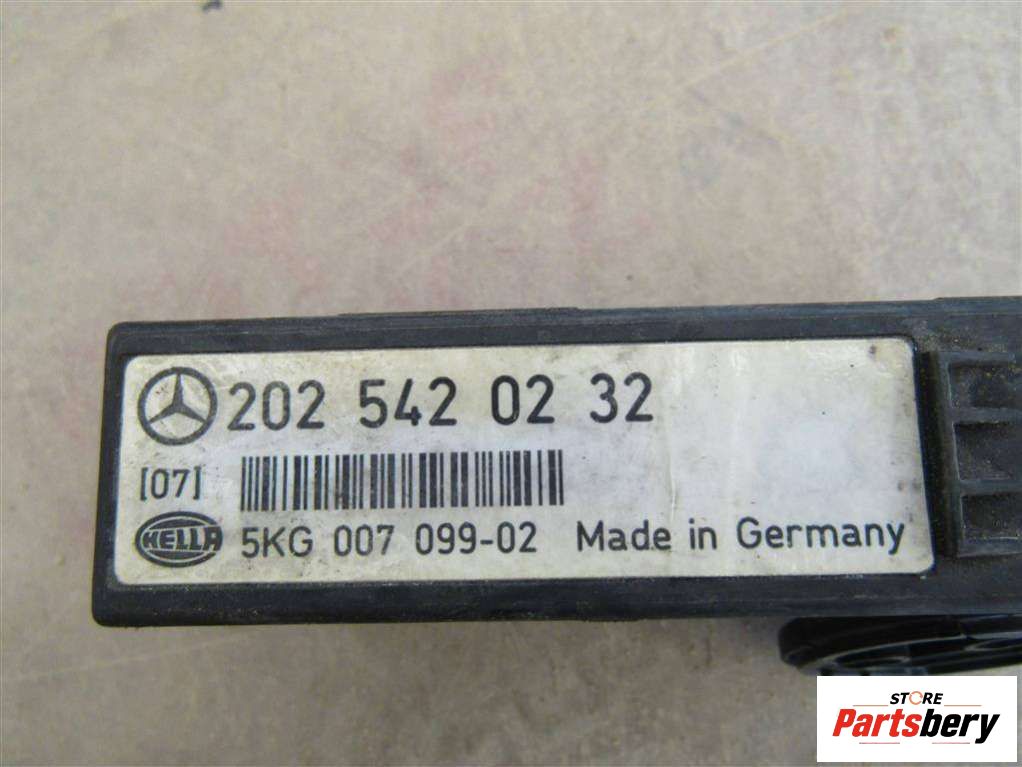 202 542 02 32
[07]
HELLA 5KG 007 099-02 Made in Germany
STORE
Partsbery